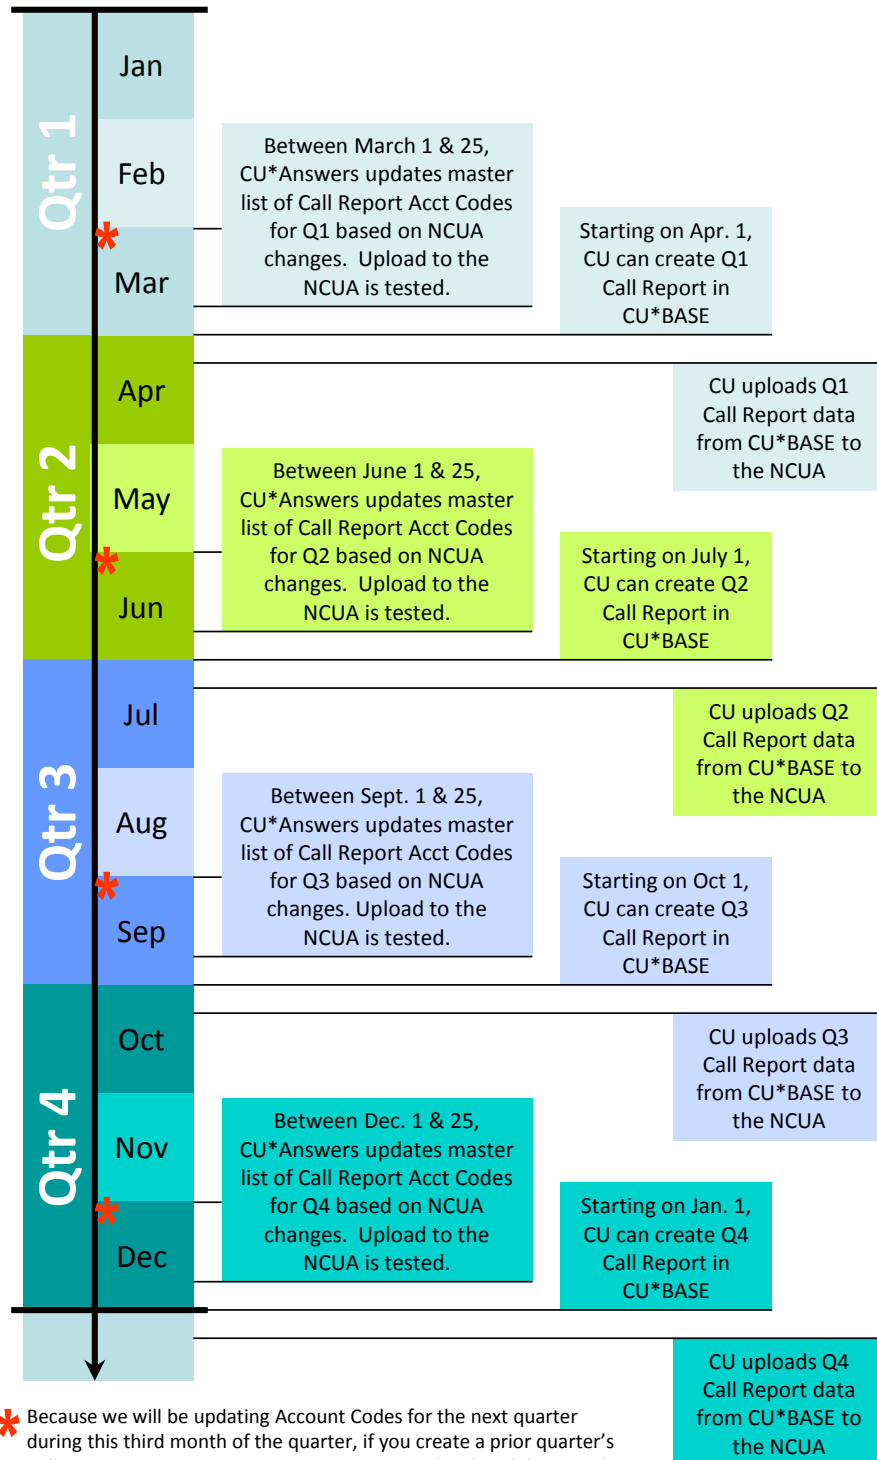 Qtr 1
Jan
Feb
Mar
Between March 1 & 25,
CU*Answers updates master
list of Call Report Acct Codes
for Q1 based on NCUA
changes. Upload to the
NCUA is tested.
Starting on Apr. 1,
CU can create Q1
Call Report in
CU*BASE
CU uploads Q1
Call Report data
from CU*BASE to
the NCUA
Qtr 2
Apr
May
Jun
Between June 1 & 25,
CU*Answers updates master
list of Call Report Acct Codes
for Q2 based on NCUA
changes. Upload to the
NCUA is tested.
Starting on July 1,
CU can create Q2
Call Report in
CU*BASE
CU uploads Q2
Call Report data
from CU*BASE to
the NCUA
Qtr 3
Jul
Aug
Sep
Between Sept. 1 & 25,
CU*Answers updates master
list of Call Report Acct Codes
for Q3 based on NCUA
changes. Upload to the
NCUA is tested.
Starting on Oct 1,
CU can create Q3
Call Report in
CU*BASE
CU uploads Q3
Call Report data
from CU*BASE to
the NCUA
Qtr 4
Oct
Nov
Dec
Between Dec. 1 & 25,
CU*Answers updates master
list of Call Report Acct Codes
for Q4 based on NCUA
changes. Upload to the
NCUA is tested.
Starting on Jan. 1,
CU can create Q4
Call Report in
CU*BASE
CU uploads Q4
Call Report data
from CU*BASE to
the NCUA
* Because we will be updating Account Codes for the next quarter
during this third month of the quarter, if you create a prior quarter's